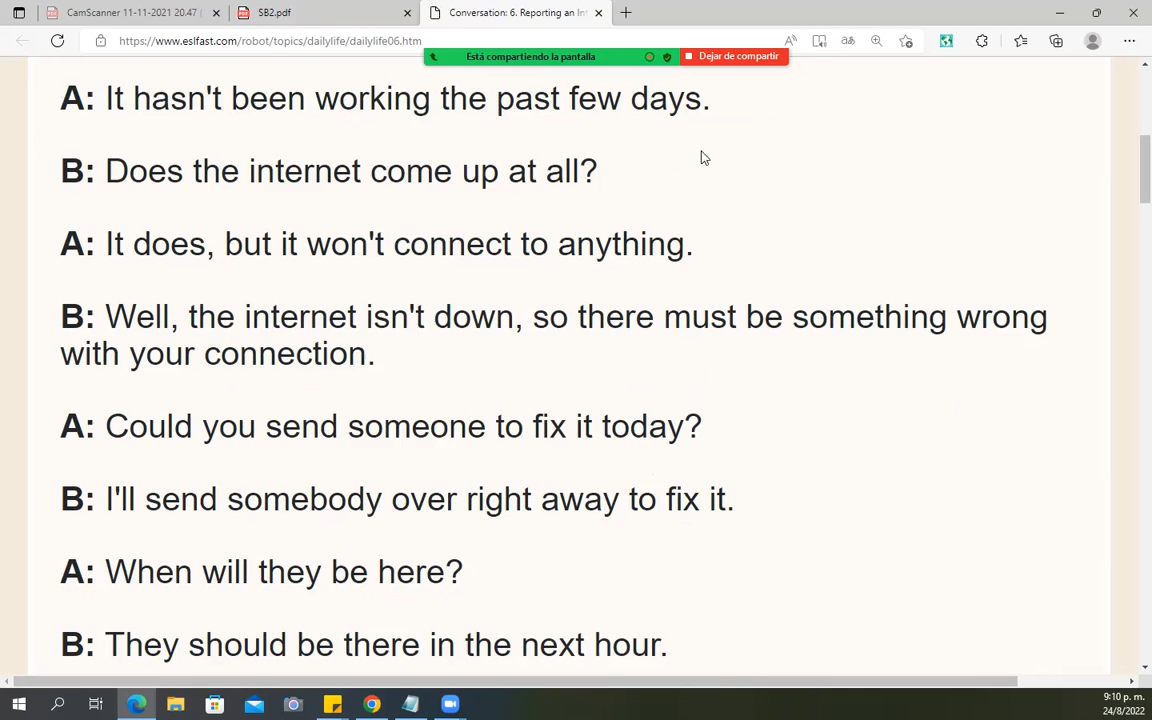 CamScanner 11-11-2021 20.47 (
SB2.pdf
Conversation: 6. Reporting an In
https://www.eslfast.com/robot/topics/dailylife/dailylife06.htm
Está compartiendo la pantalla
Dejar de compartir
A: It hasn't been working the past few days.
B: Does the internet come up at all?
A: It does, but it won't connect to anything.
B: Well, the internet isn't down, so there must be something wrong
with your connection.
A: Could you send someone to fix it today?
B: I'll send somebody over right away to fix it.
A: When will they be here?
B: They should be there in the next hour.
9:10 p. m.
24/8/2022